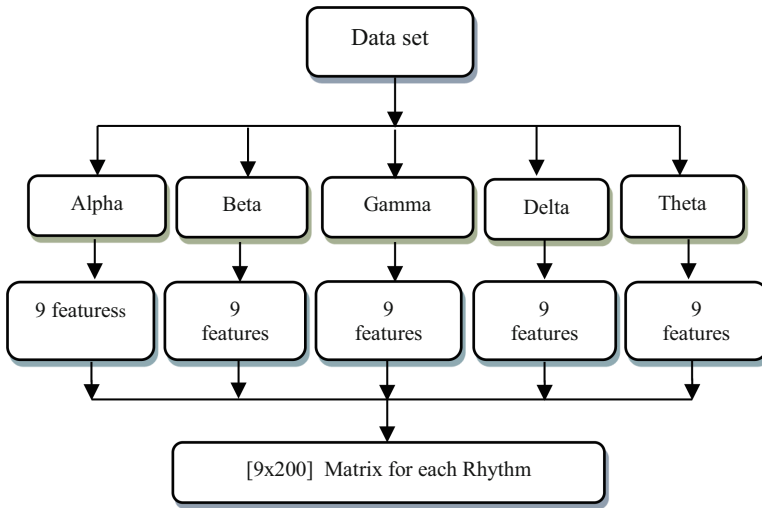 Data set
Alpha
Beta
Gamma
Delta
Theta
9 featuress
9
features
9
features
9
features
9
features
[9x200] Matrix for each Rhythm